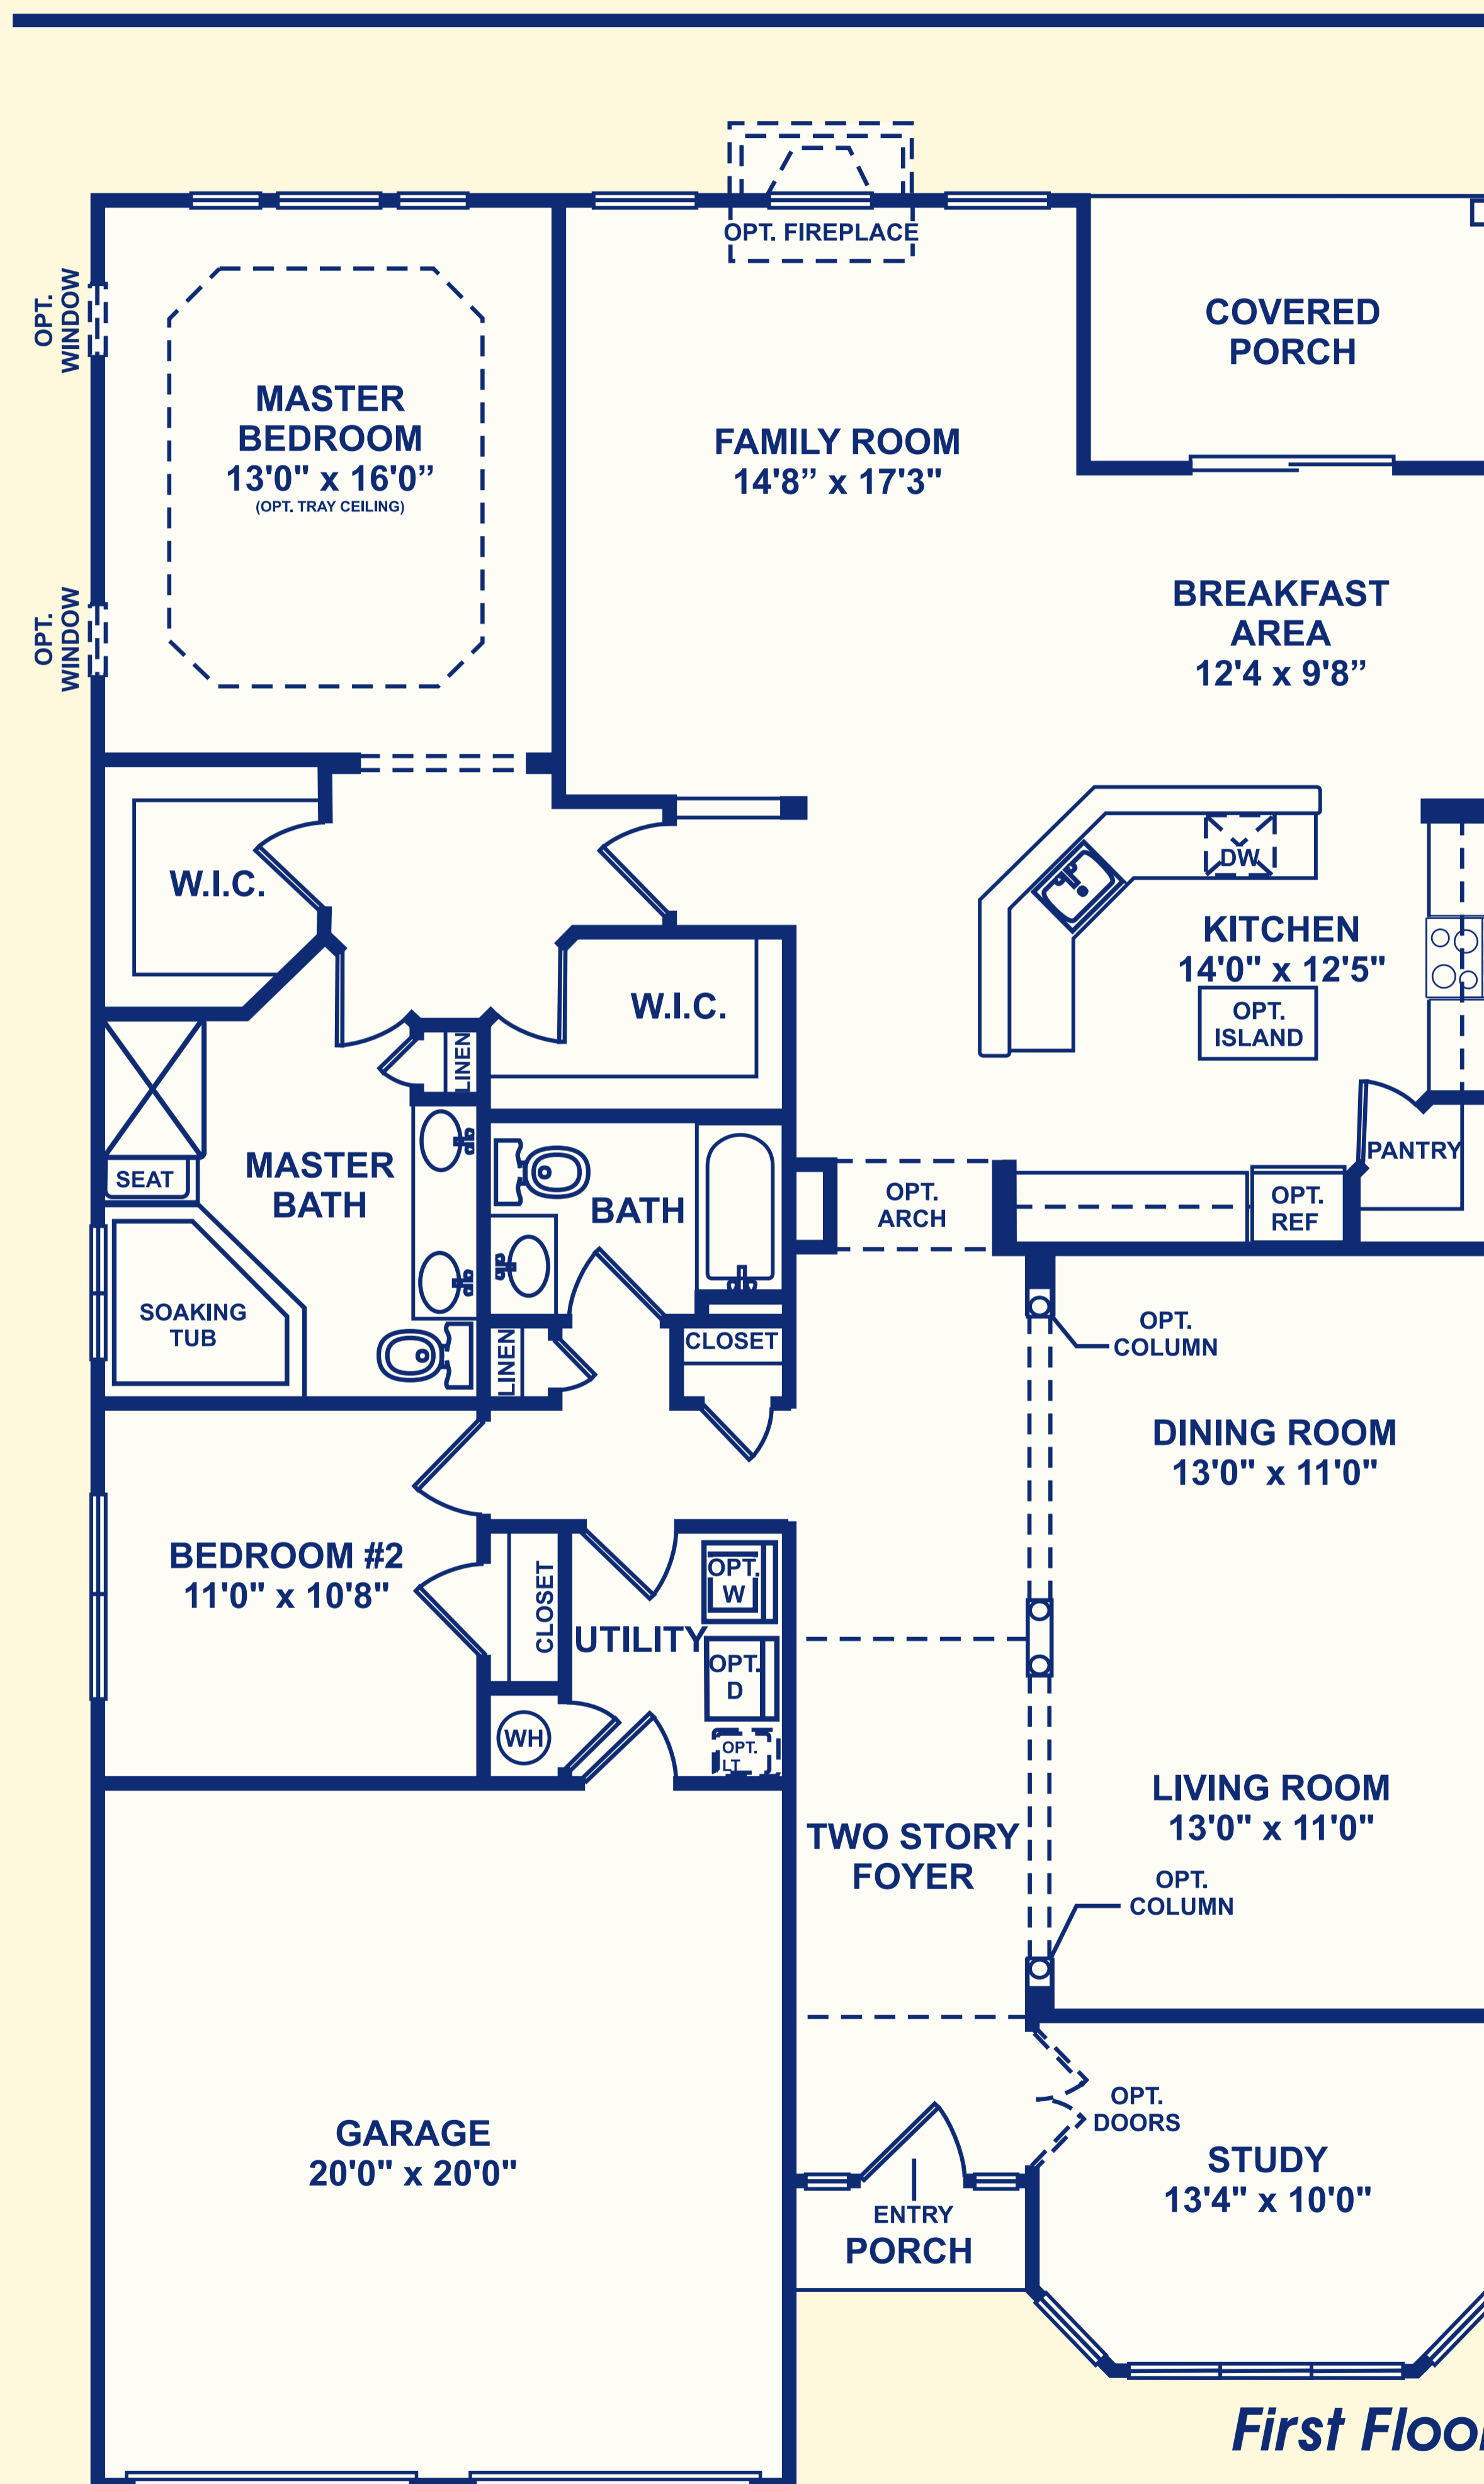 OPT. FIREPLACE
COVERED
PORCH
OPT.
WINDOW
MASTER
BEDROOM
13'0" x 16'0”
(OPT. TRAY CEILING)
FAMILY ROOM
14'8” x 17'3"
BREAKFAST
AREA
12'4 x 9'8”
OPT.
WINDOW
W.I.C.
DW
KITCHEN
14'0" x 12'5"
OPT.
ISLAND
W.I.C.
LINEN
PANTRY
SEAT
MASTER
BATH
BATH
OPT.
ARCH
OPT.
REF
SOAKING
TUB
LINEN
CLOSET
OPT.
COLUMN
DINING ROOM
13'0" x 11'0"
BEDROOM #2
11'0" x 10'8"
CLOSET
UTILITY
OPT.
W
OPT.
D
WH
OPT.
LT
TWO STORY
FOYER
LIVING ROOM
13'0" x 11'0"
OPT.
COLUMN
GARAGE
20'0" x 20'0"
OPT.
DOORS
STUDY
13'4" x 10'0"
ENTRY
PORCH
First Floor